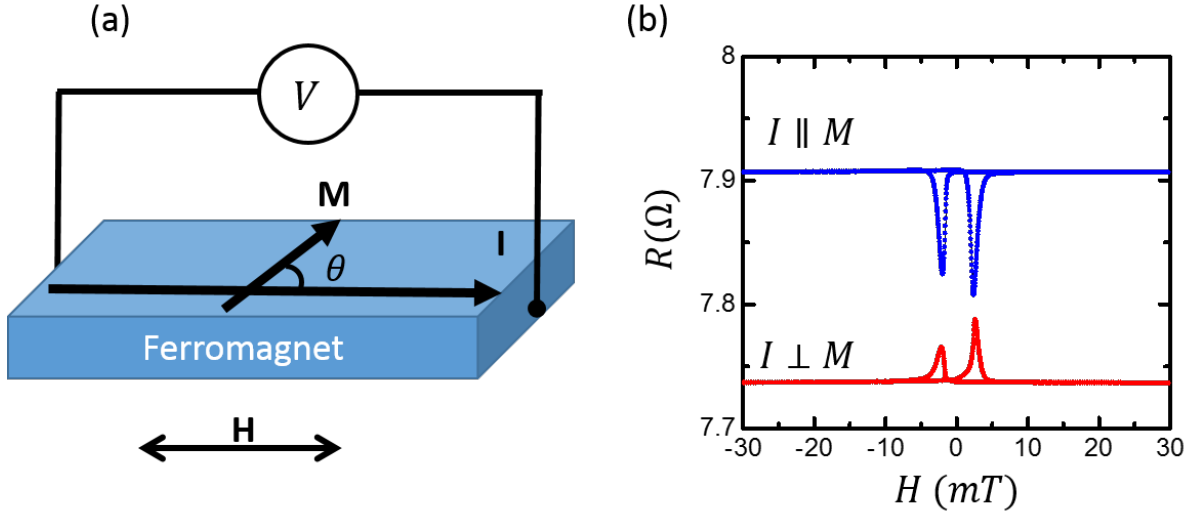 (a)
V
M
I
θ
Ferromagnet
H
(b)
8
7.9
7.8
7.7
R(Ω)
I ∥ M
I ⊥ M
-30 -20 -10 0 10 20 30
H (mT)